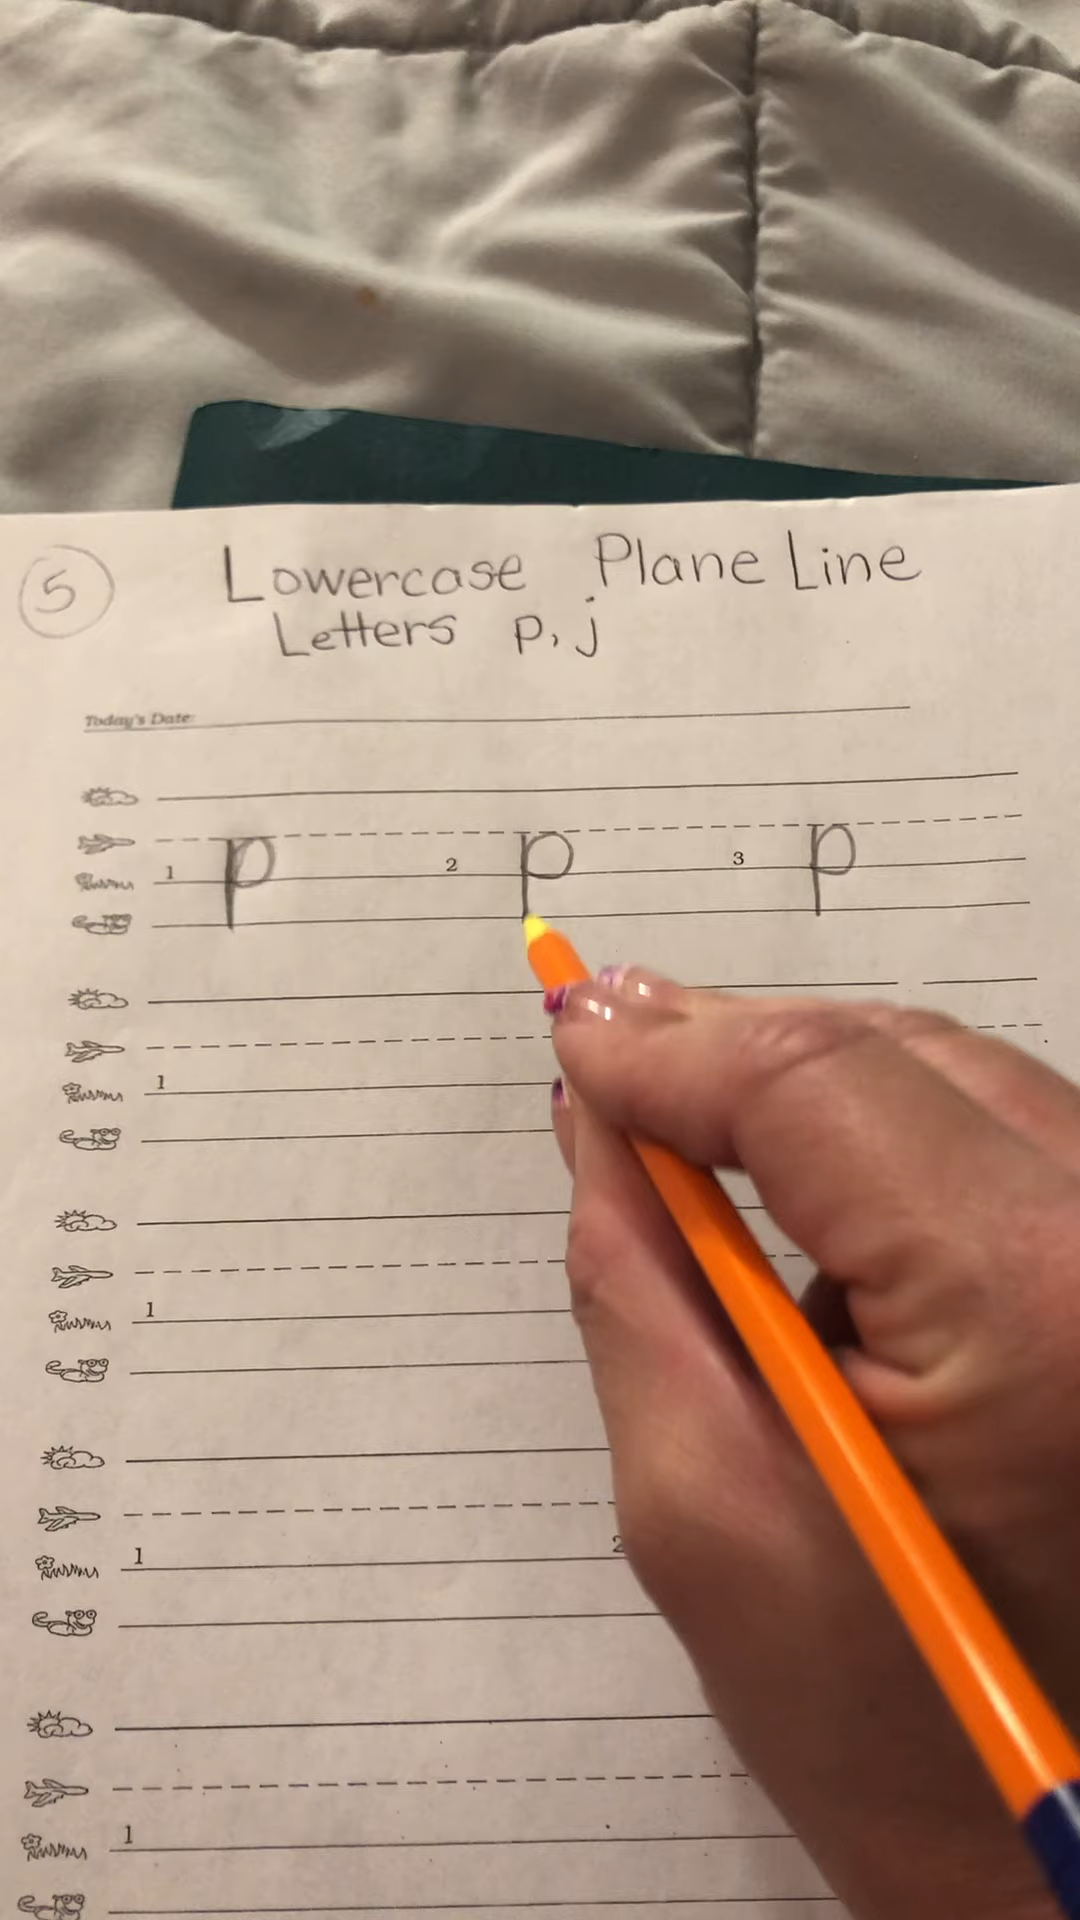 5 Lowercase Plane Line
Letters p, j
Today's Date:
1 p 2 p 3 p
1
1
1 2
1